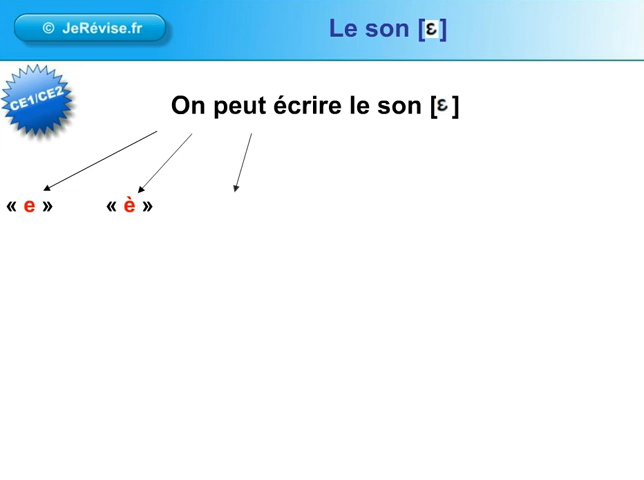 © JeRévise.fr
Le son [ɛ]
CE1/CE2
On peut écrire le son [ɛ ]
« e » « è »